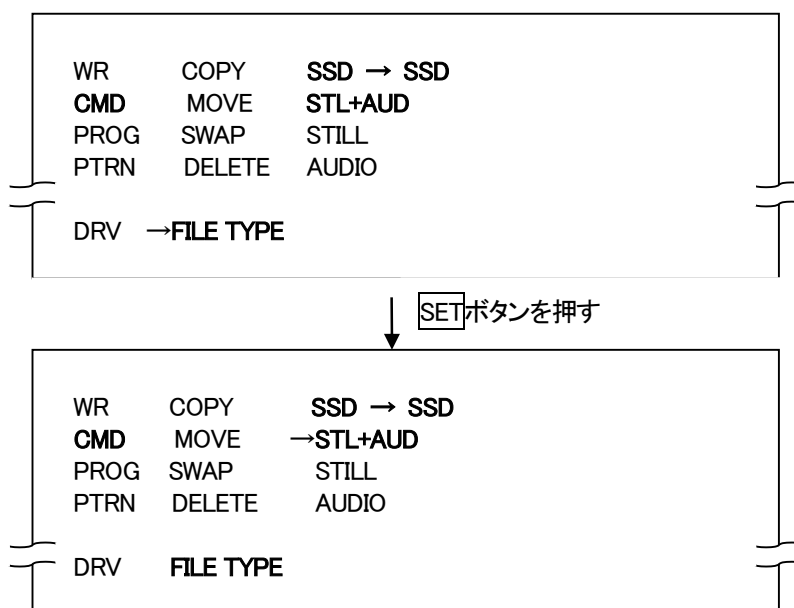 WR COPY SSD → SSD
CMD MOVE STL+AUD
PROG SWAP STILL
PTRN DELETE AUDIO
DRV →FILE TYPE
SETボタンを押す
WR COPY SSD → SSD
CMD MOVE →STL+AUD
PROG SWAP STILL
PTRN DELETE AUDIO
DRV FILE TYPE